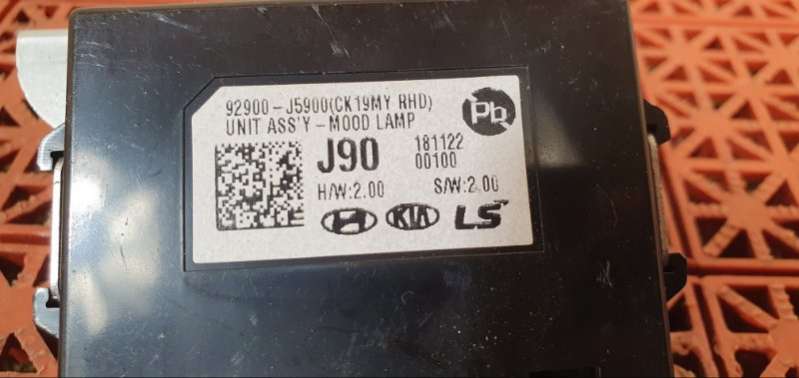 92900-J5900(CK19MY RHD)
UNIT ASS'Y-MOOD LAMP
Pb
J90
181122
00100
H/W:2.00 S/W:2.00
H KIA LS